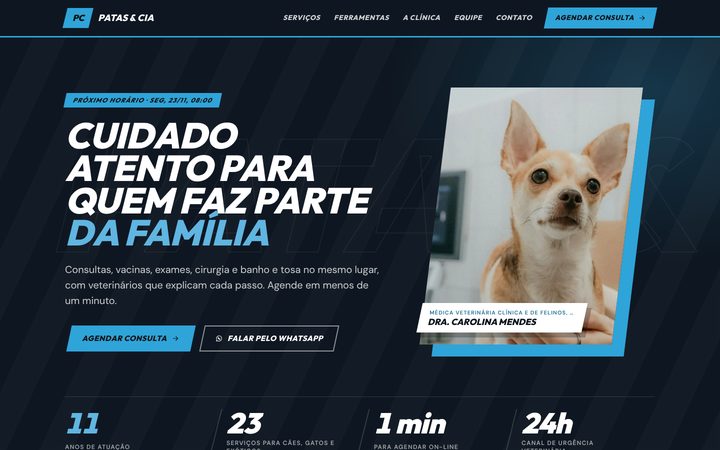 PC PATAS & CIA
SERVIÇOS FERRAMENTAS A CLÍNICA EQUIPE CONTATO AGENDAR CONSULTA →
PRÓXIMO HORÁRIO · SEG, 23/11, 08:00
CUIDADO
ATENTO PARA
QUEM FAZ PARTE
DA FAMÍLIA
Consultas, vacinas, exames, cirurgia e banho e tosa no mesmo lugar,
com veterinários que explicam cada passo. Agende em menos de
um minuto.
AGENDAR CONSULTA →
FALAR PELO WHATSAPP
MÉDICA VETERINÁRIA CLÍNICA E DE FELINOS, …
DRA. CAROLINA MENDES
11
ANOS DE ATUAÇÃO
23
SERVIÇOS PARA CÃES, GATOS E
1 min
PARA AGENDAR ON-LINE
24h
CANAL DE URGÊNCIA